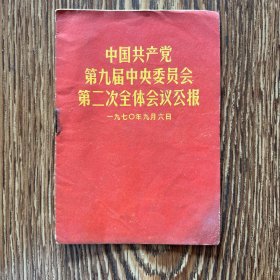 中国共产党
第九届中央委员会
第二次全体会议公报
一九七〇年九月六日